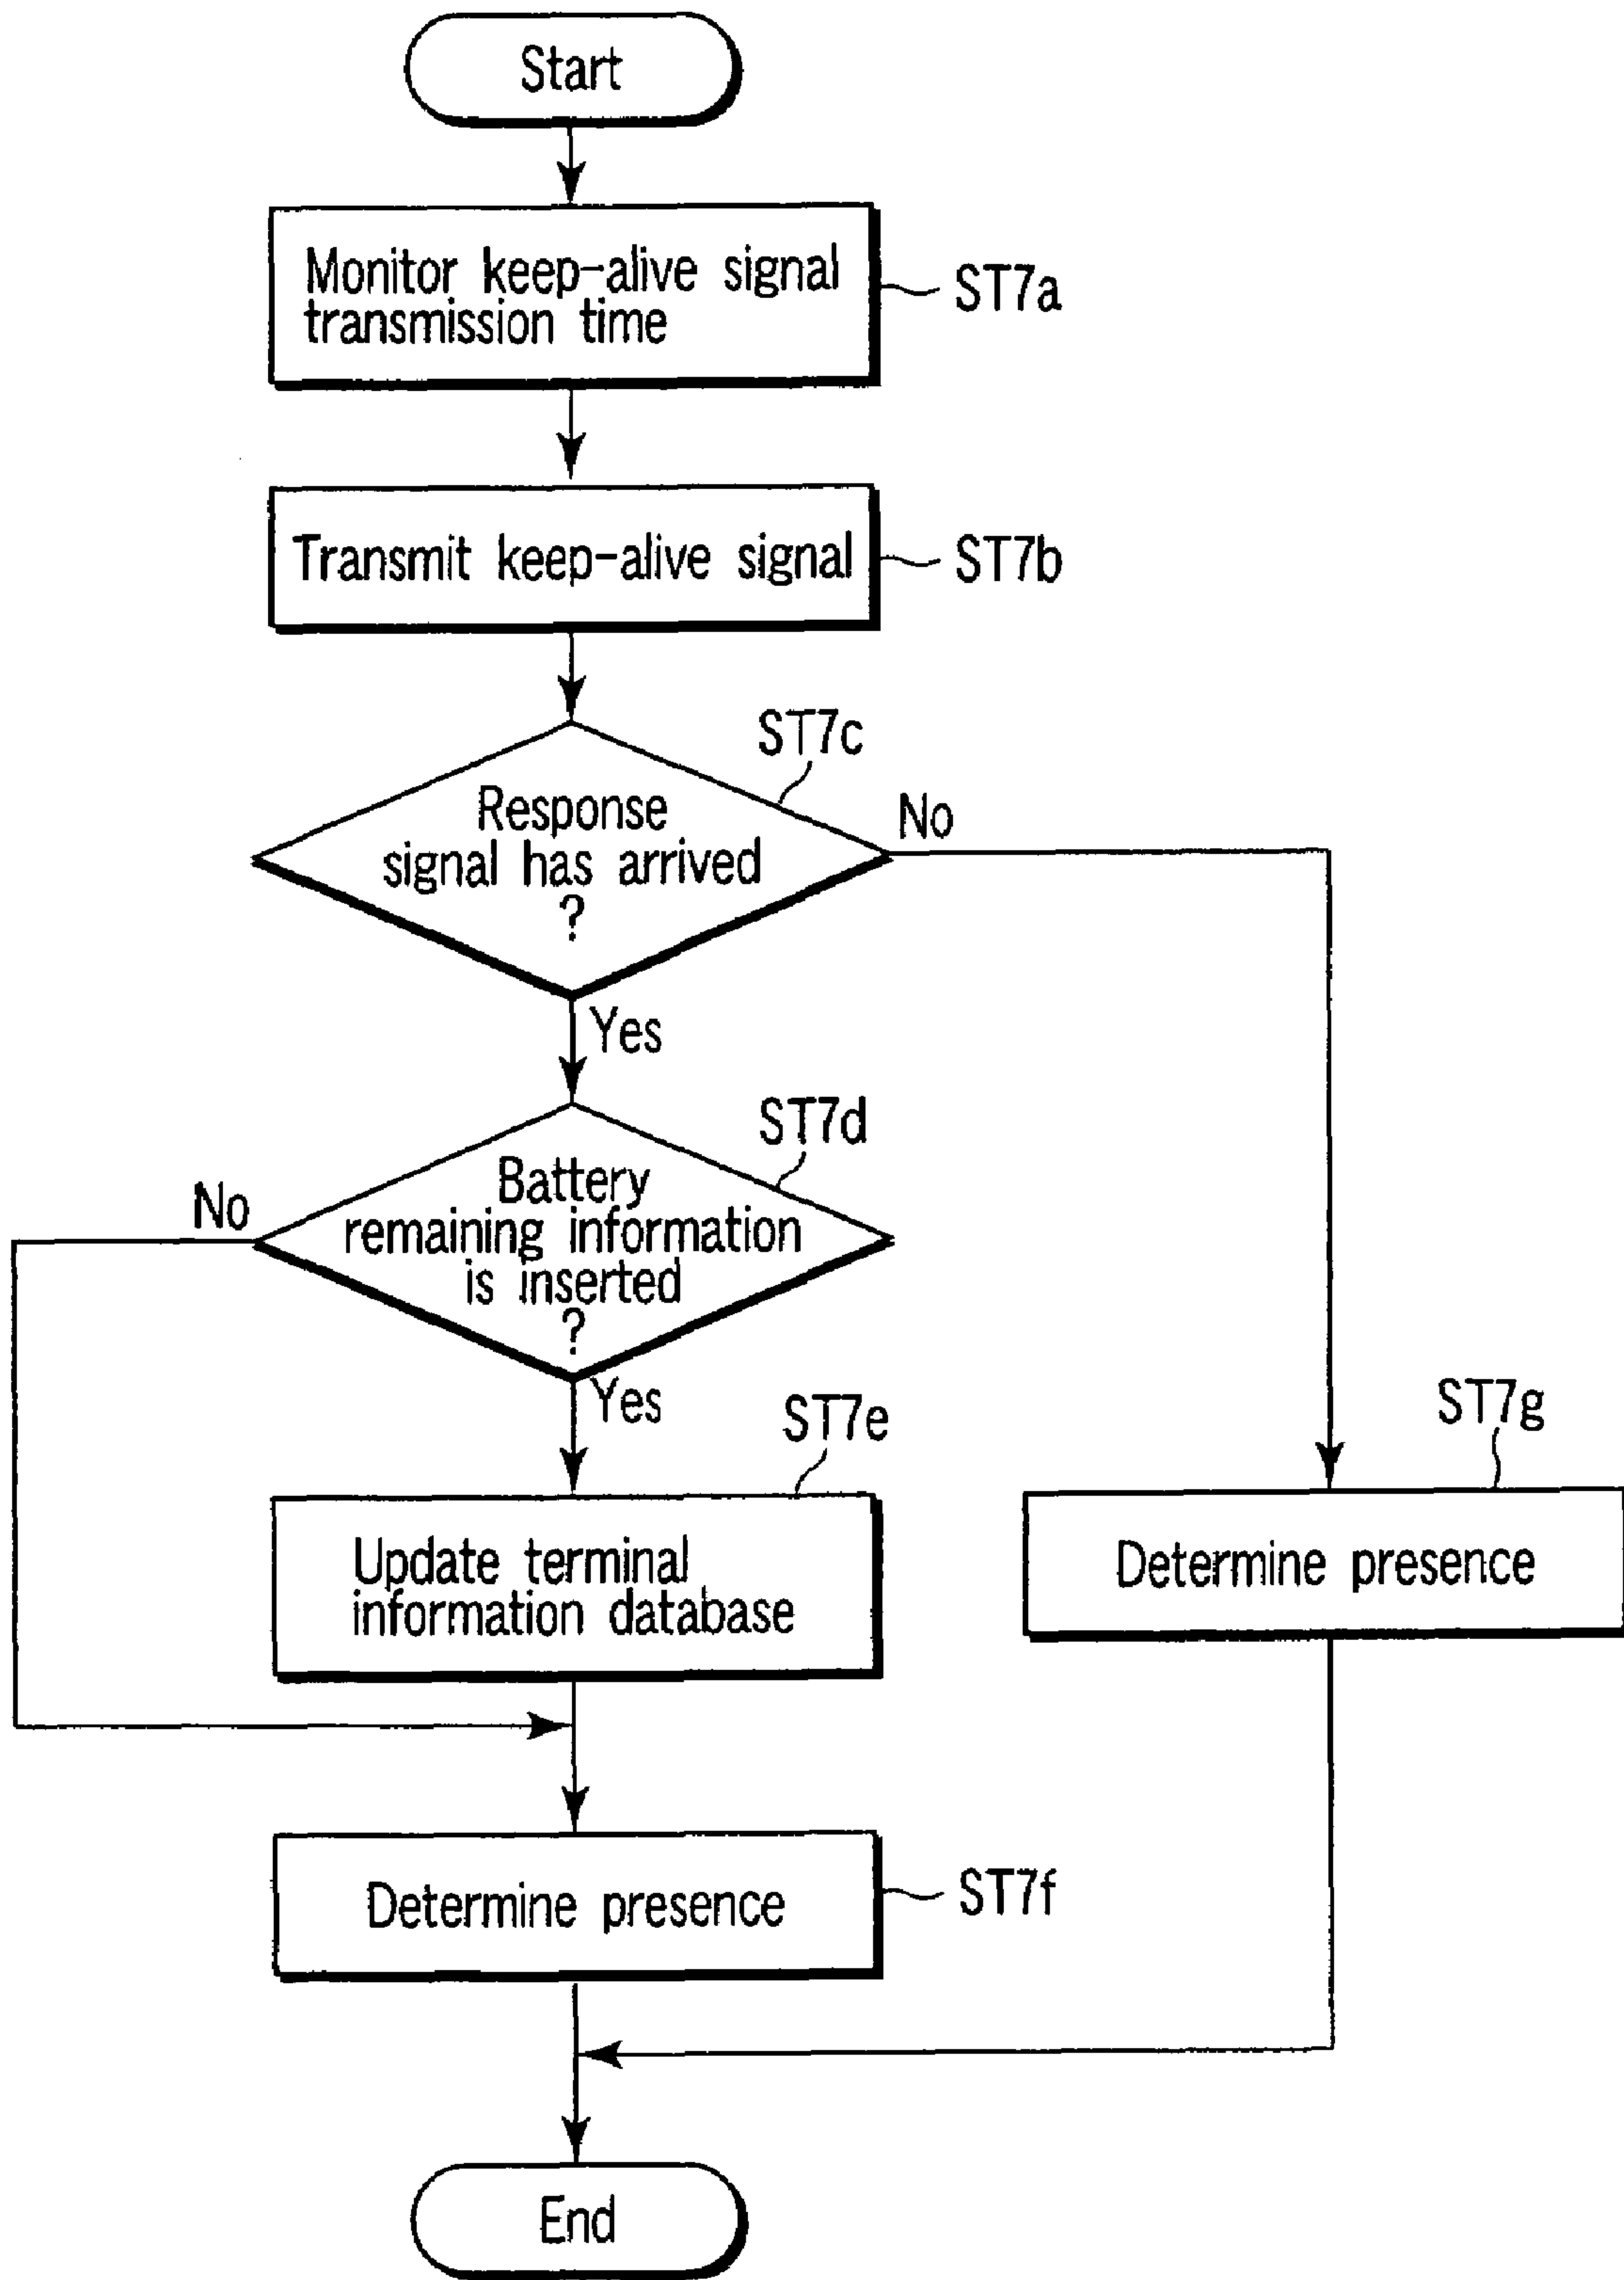 Start
Monitor keep-alive signal
transmission time
ST7a
Transmit keep-alive signal
ST7b
ST7c
Response
signal has arrived
?
No
Yes
ST7d
Battery
remaining information
is inserted
?
No
Yes
ST7e
Update terminal
information database
ST7g
Determine presence
Determine presence
ST7f
End